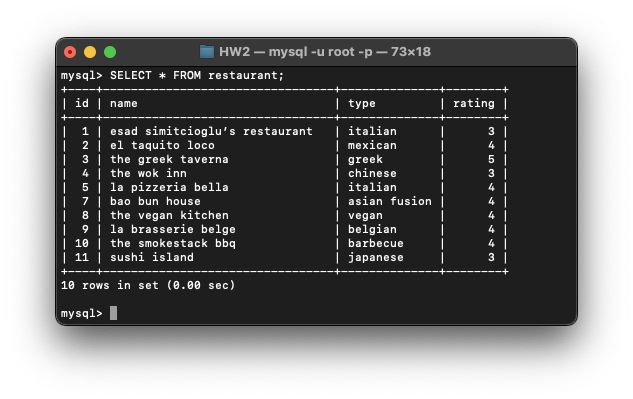 HW2 — mysql -u root -p — 73×18
mysql> SELECT * FROM restaurant;
+----+----------------------------------+--------------+--------+
| id | name                             | type         | rating |
+----+----------------------------------+--------------+--------+
|  1 | esad simitcioglu’s restaurant    | italian      |      3 |
|  2 | el taquito loco                  | mexican      |      4 |
|  3 | the greek taverna                | greek        |      5 |
|  4 | the wok inn                      | chinese      |      3 |
|  5 | la pizzeria bella                | italian      |      4 |
|  7 | bao bun house                    | asian fusion |      4 |
|  8 | the vegan kitchen                | vegan        |      4 |
|  9 | la brasserie belge               | belgian      |      4 |
| 10 | the smokestack bbq               | barbecue     |      4 |
| 11 | sushi island                     | japanese     |      3 |
+----+----------------------------------+--------------+--------+
10 rows in set (0.00 sec)
mysql>